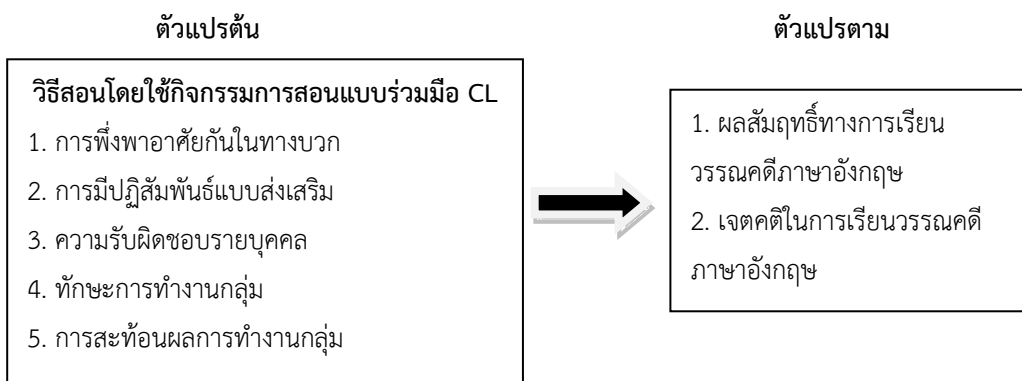 ตัวแปรต้น
ตัวแปรตาม
วิธีสอนโดยใช้กิจกรรมการสอนแบบร่วมมือ CL
1. การพึ่งพาอาศัยกันในทางบวก
2. การมีปฏิสัมพันธ์แบบส่งเสริม
3. ความรับผิดชอบรายบุคคล
4. ทักษะการทำงานกลุ่ม
5. การสะท้อนผลการทำงานกลุ่ม
1. ผลสัมฤทธิ์ทางการเรียน
วรรณคดีภาษาอังกฤษ
2. เจตคติในการเรียนวรรณคดี
ภาษาอังกฤษ